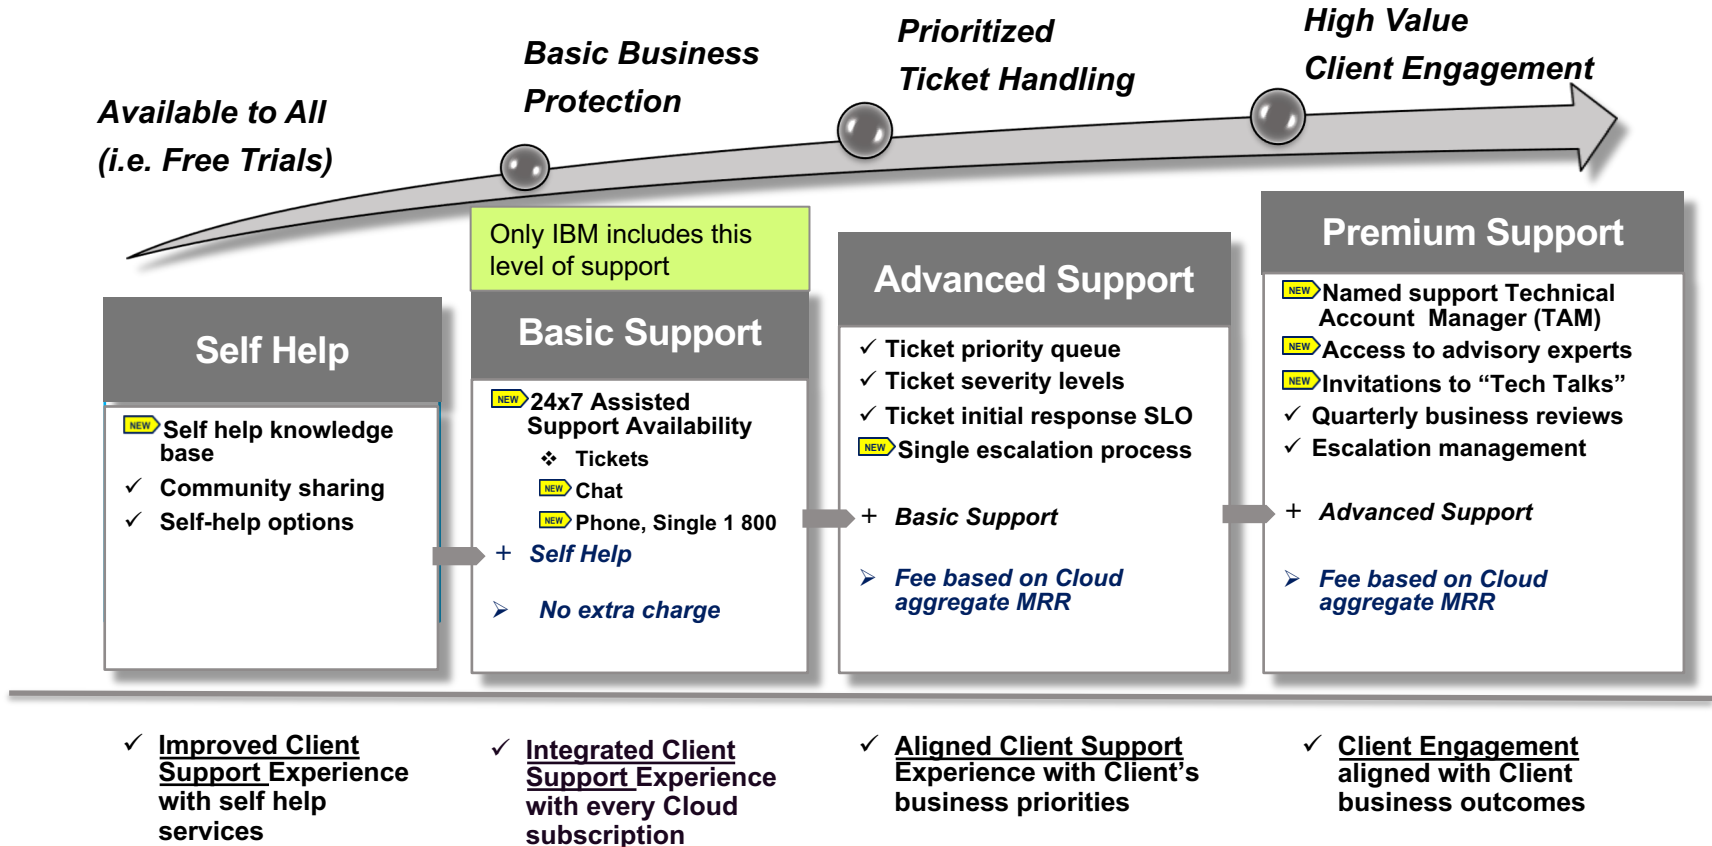 Available to All
(i.e. Free Trials)
Basic Business
Protection
Prioritized
Ticket Handling
High Value
Client Engagement
Self Help
NEW Self help knowledge
base
✓ Community sharing
✓ Self-help options
Only IBM includes this
level of support
Basic Support
NEW 24x7 Assisted
Support Availability
❖ Tickets
NEW Chat
NEW Phone, Single 1 800
+ Self Help
➢ No extra charge
Advanced Support
✓ Ticket priority queue
✓ Ticket severity levels
✓ Ticket initial response SLO
NEW Single escalation process
+ Basic Support
➢ Fee based on Cloud
aggregate MRR
Premium Support
NEW Named support Technical
Account Manager (TAM)
NEW Access to advisory experts
NEW Invitations to “Tech Talks”
✓ Quarterly business reviews
✓ Escalation management
+ Advanced Support
➢ Fee based on Cloud
aggregate MRR
✓ Improved Client
Support Experience
with self help
services
✓ Integrated Client
Support Experience
with every Cloud
subscription
✓ Aligned Client Support
Experience with Client’s
business priorities
✓ Client Engagement
aligned with Client
business outcomes